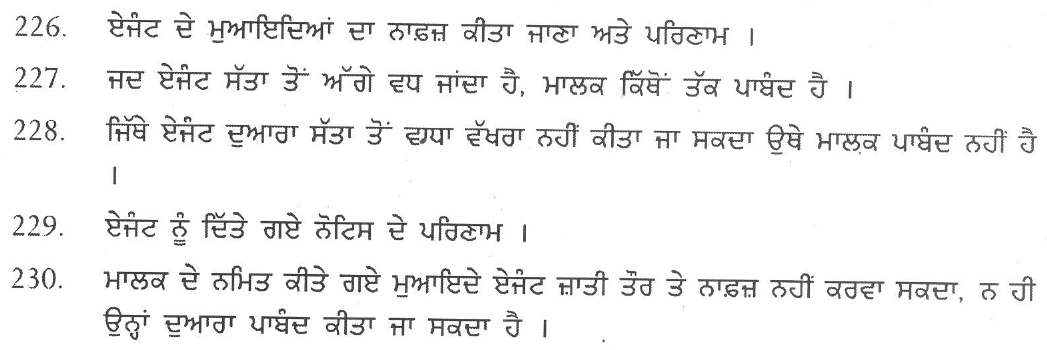 226. ਏਜੰਟ ਦੇ ਮੁਆਇਦਿਆਂ ਦਾ ਨਾਫ਼ਜ਼ ਕੀਤਾ ਜਾਣਾ ਅਤੇ ਪਰਿਣਾਮ ।
227. ਜਦ ਏਜੰਟ ਸੱਤਾ ਤੋਂ ਅੱਗੇ ਵਧ ਜਾਂਦਾ ਹੈ, ਮਾਲਕ ਕਿੱਥੋਂ ਤੱਕ ਪਾਬੰਦ ਹੈ ।
228. ਜਿੱਥੇ ਏਜੰਟ ਦੁਆਰਾ ਸੱਤਾ ਤੋਂ ਵਾਧਾ ਵੱਖਰਾ ਨਹੀਂ ਕੀਤਾ ਜਾ ਸਕਦਾ ਉਥੇ ਮਾਲਕ ਪਾਬੰਦ ਨਹੀਂ ਹੈ
।
229. ਏਜੰਟ ਨੂੰ ਦਿੱਤੇ ਗਏ ਨੋਟਿਸ ਦੇ ਪਰਿਣਾਮ ।
230. ਮਾਲਕ ਦੇ ਨਮਿਤ ਕੀਤੇ ਗਏ ਮੁਆਇਦੇ ਏਜੰਟ ਜ਼ਾਤੀ ਤੌਰ ਤੇ ਨਾਫ਼ਜ਼ ਨਹੀਂ ਕਰਵਾ ਸਕਦਾ, ਨ ਹੀ
ਉਨ੍ਹਾਂ ਦੁਆਰਾ ਪਾਬੰਦ ਕੀਤਾ ਜਾ ਸਕਦਾ ਹੈ ।